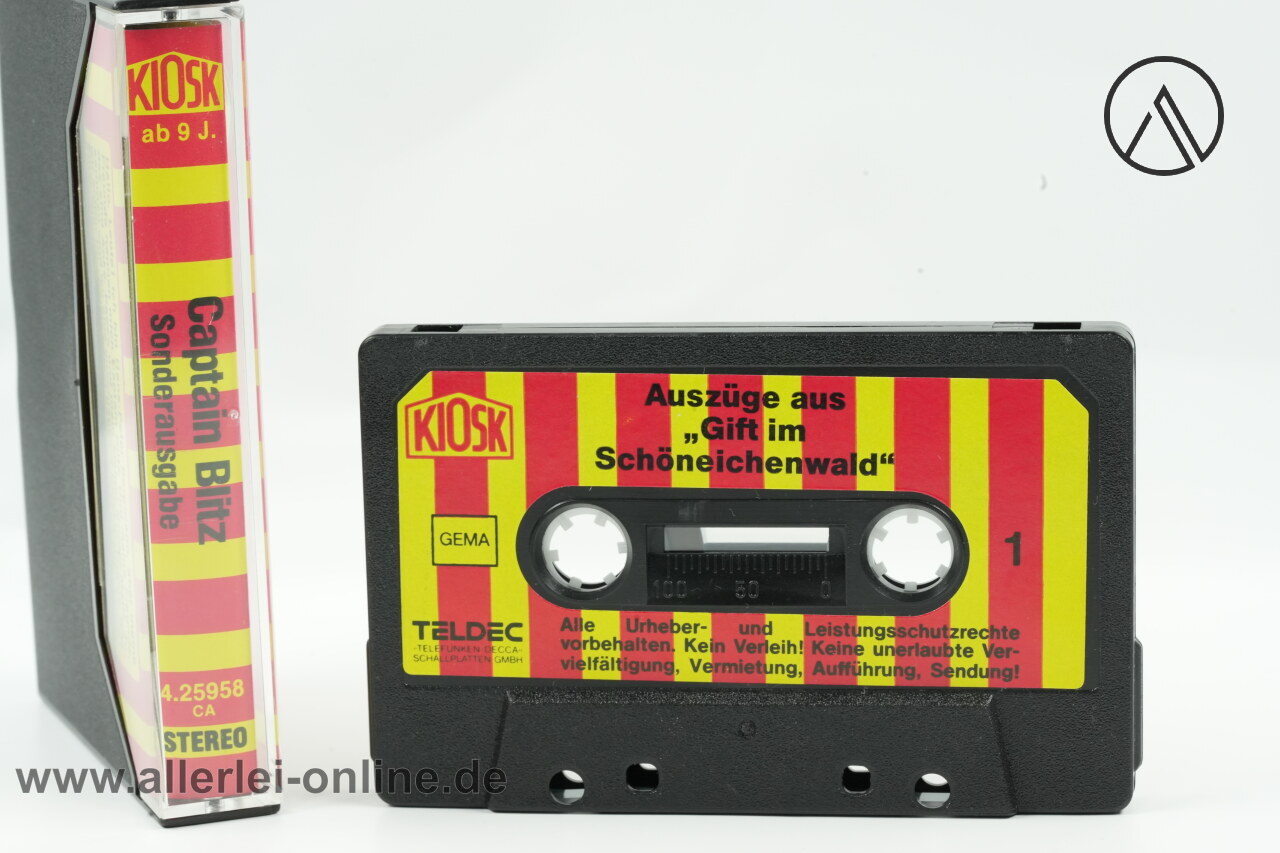 KIOSK
ab 9 J.
Captain Blitz
Sonderausgabe
4.25958
CA
STEREO
KIOSK
Auszüge aus
„Gift im
Schöneichenwald“
GEMA
1
100 50 0
TELDEC
-TELEFUNKEN-DECCA-
SCHALLPLATTEN GMBH
Alle Urheber- und Leistungsschutzrechte
vorbehalten. Kein Verleih! Keine unerlaubte Ver-
vielfältigung, Vermietung, Aufführung, Sendung!
www.allerlei-online.de